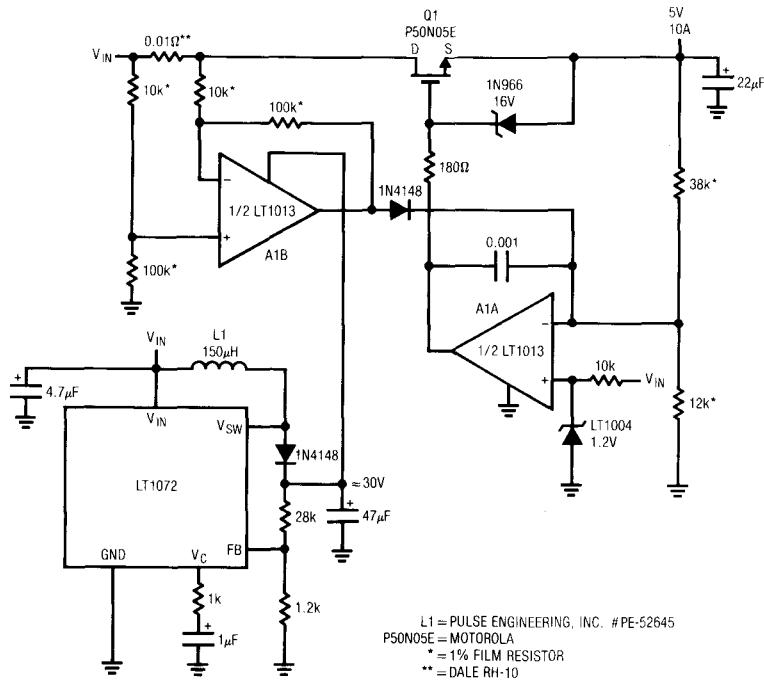 Q1
P50N05E
5V
10A
VIN
0.01Ω**
D
S
10k*
10k*
100k*
1N966
16V
+
22μF
180Ω
38k*
−
1/2 LT1013
+
A1B
1N4148
0.001
100k*
A1A
−
1/2 LT1013
+
10k
VIN
LT1004
1.2V
12k*
VIN
L1
150μH
+
4.7μF
VIN
VSW
1N4148
LT1072
≈30V
28k
+
47μF
GND
VC
FB
1k
+
1μF
1.2k
L1 = PULSE ENGINEERING, INC. #PE-52645
P50N05E = MOTOROLA
* = 1% FILM RESISTOR
** = DALE RH-10